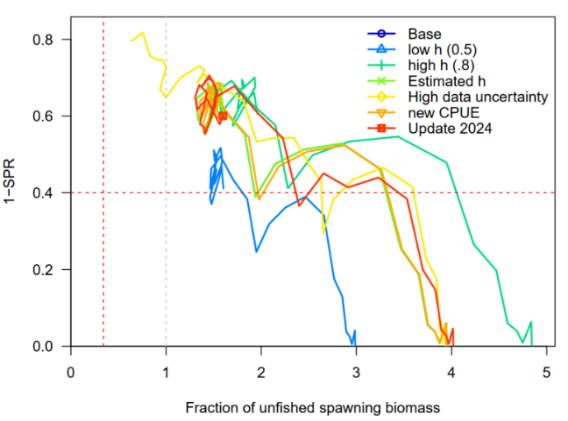 0.8
0.6
0.4
0.2
0.0
1-SPR
Base
low h (0.5)
high h (.8)
Estimated h
High data uncertainty
new CPUE
Update 2024
0 1 2 3 4 5
Fraction of unfished spawning biomass